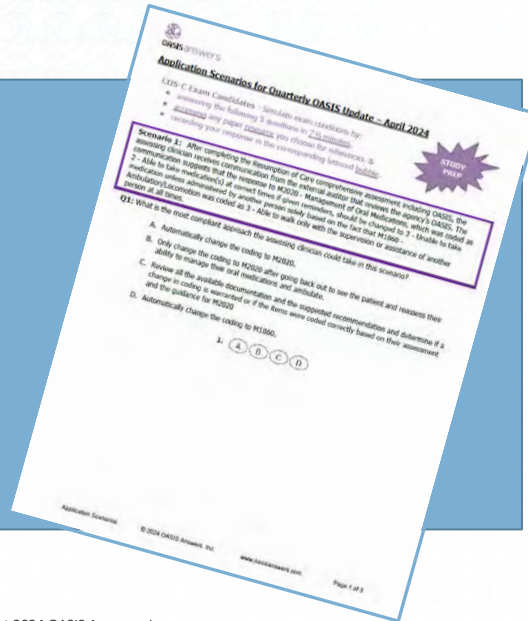 OASIS answers
Application Scenarios for Quarterly OASIS Update – April 2024
COS-C Exam Candidates - Simulate exam conditions by:
• answering the following 5 questions in 7½ minutes.
• accessing any paper resource you choose for references, &
• recording your response in the corresponding lettered bubble.
STUDY
PREP
Scenario 1: After completing the Resumption of Care comprehensive assessment including OASIS, the
assessing clinician receives communication from the external auditor that reviews the agency's OASIS. The
communication suggests that the response to M2020 - Management of Oral Medications, which was coded as
2 - Able to take medication(s) at correct times if given reminders, should be changed to 3 - Unable to take
medication unless administered by another person solely based on the fact that M1860 -
Ambulation/Locomotion was coded as 3 - Able to walk only with the supervision or assistance of another
person at all times.
Q1: What is the most compliant approach the assessing clinician could take in this scenario?
A. Automatically change the coding to M2020.
B. Only change the coding to M2020 after going back out to see the patient and reassess their
ability to manage their oral medications and ambulate.
C. Review all the available documentation and the suggested recommendation and determine if a
change in coding is warranted or if the items were coded correctly based on their assessment
and the guidance for M2020
D. Automatically change the coding to M1860.
1. A B C D
Application Scenarios © 2024 OASIS Answers, Inc. www.oasisanswers.com Page 1 of 3
2024 OASIS Answers, Inc.